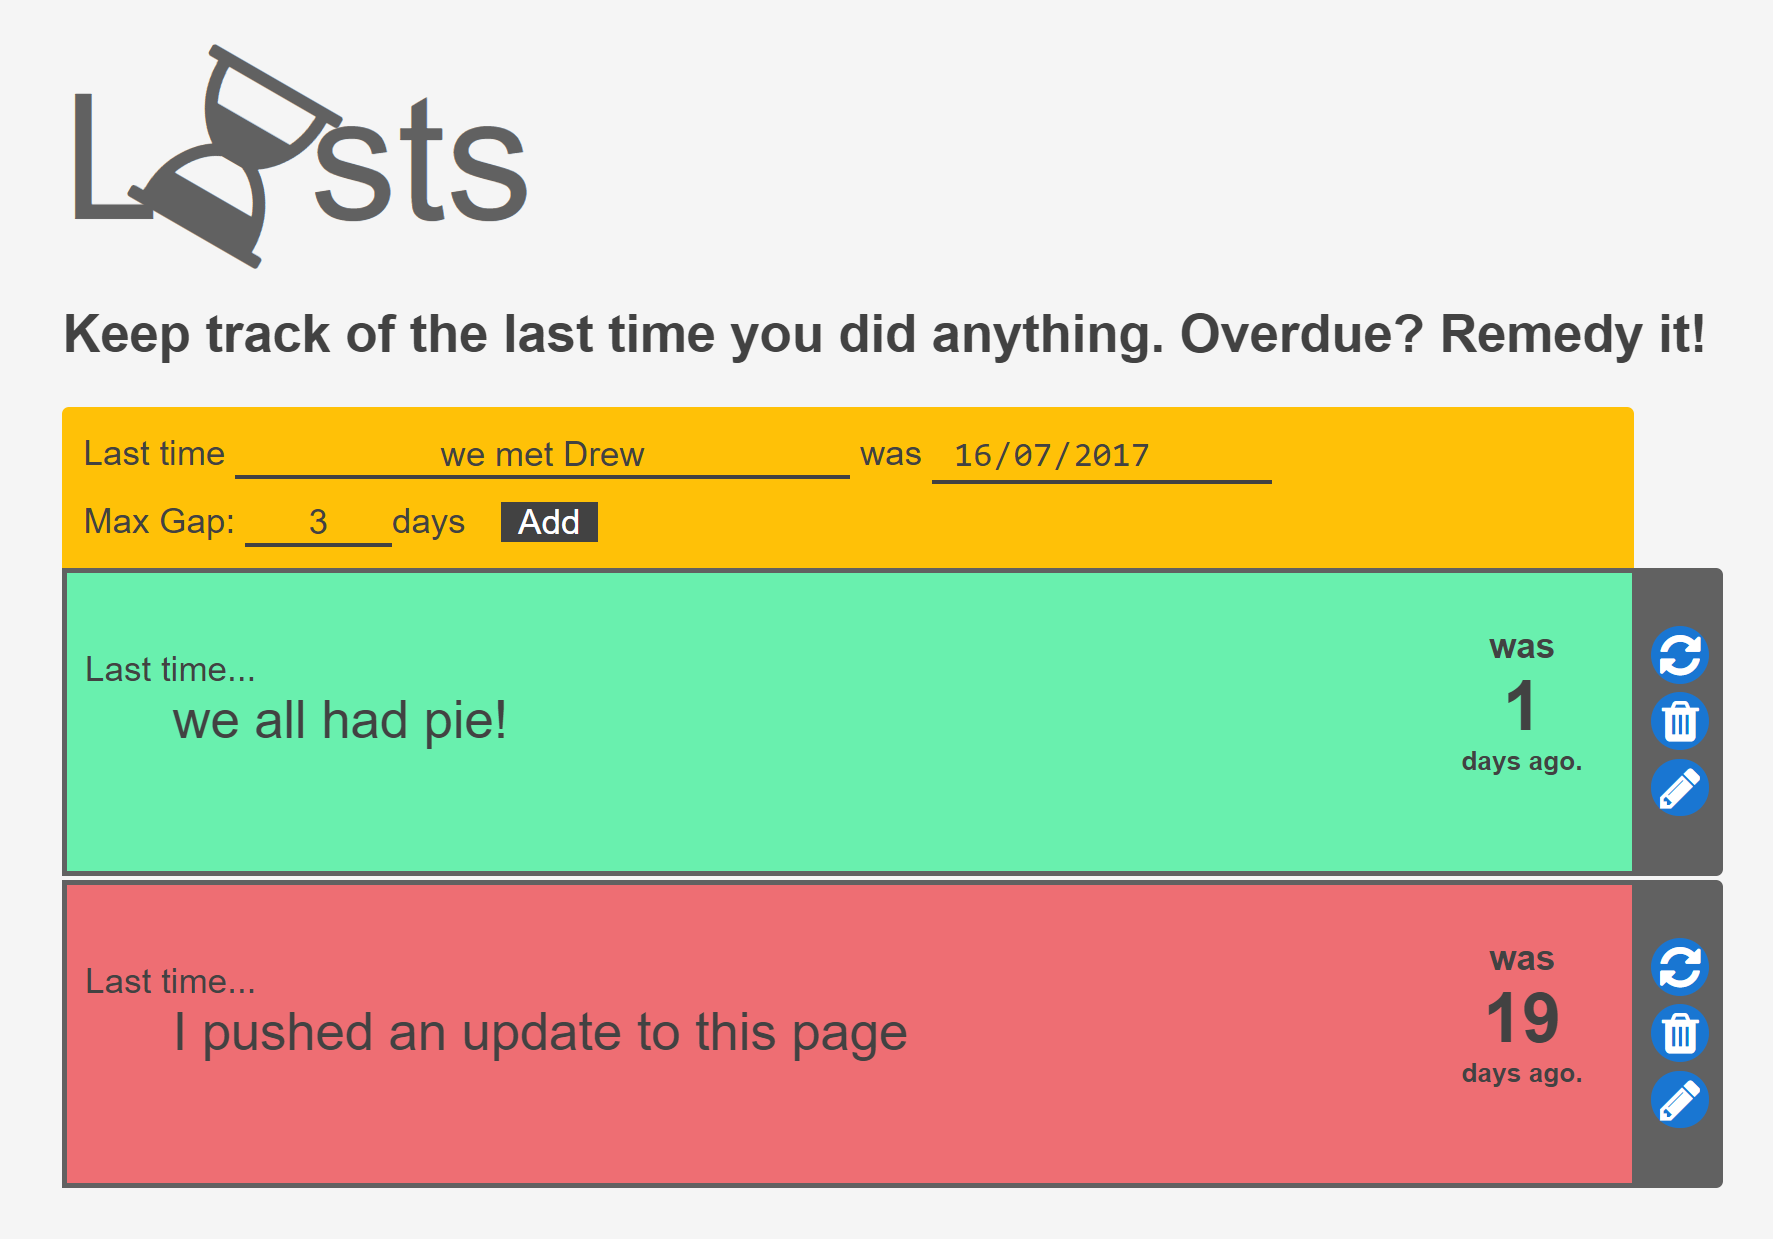 Lasts
Keep track of the last time you did anything. Overdue? Remedy it!
Last time we met Drew was 16/07/2017
Max Gap: 3 days Add
Last time...
we all had pie!
was
1
days ago.
Last time...
I pushed an update to this page
was
19
days ago.